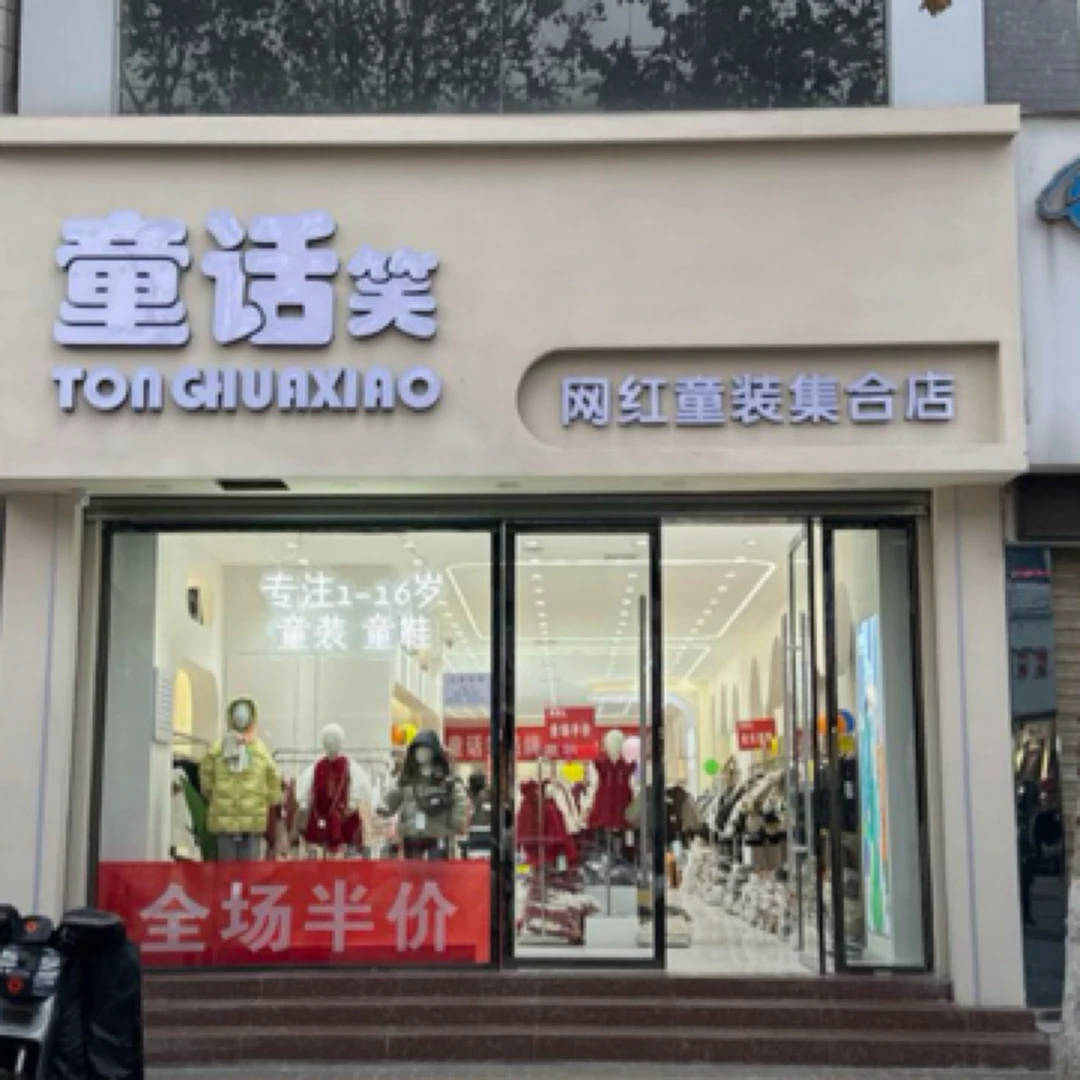 童话笑
TONGHUAXIAO
网红童装集合店
专注1-16岁
童装 童鞋
全场半价